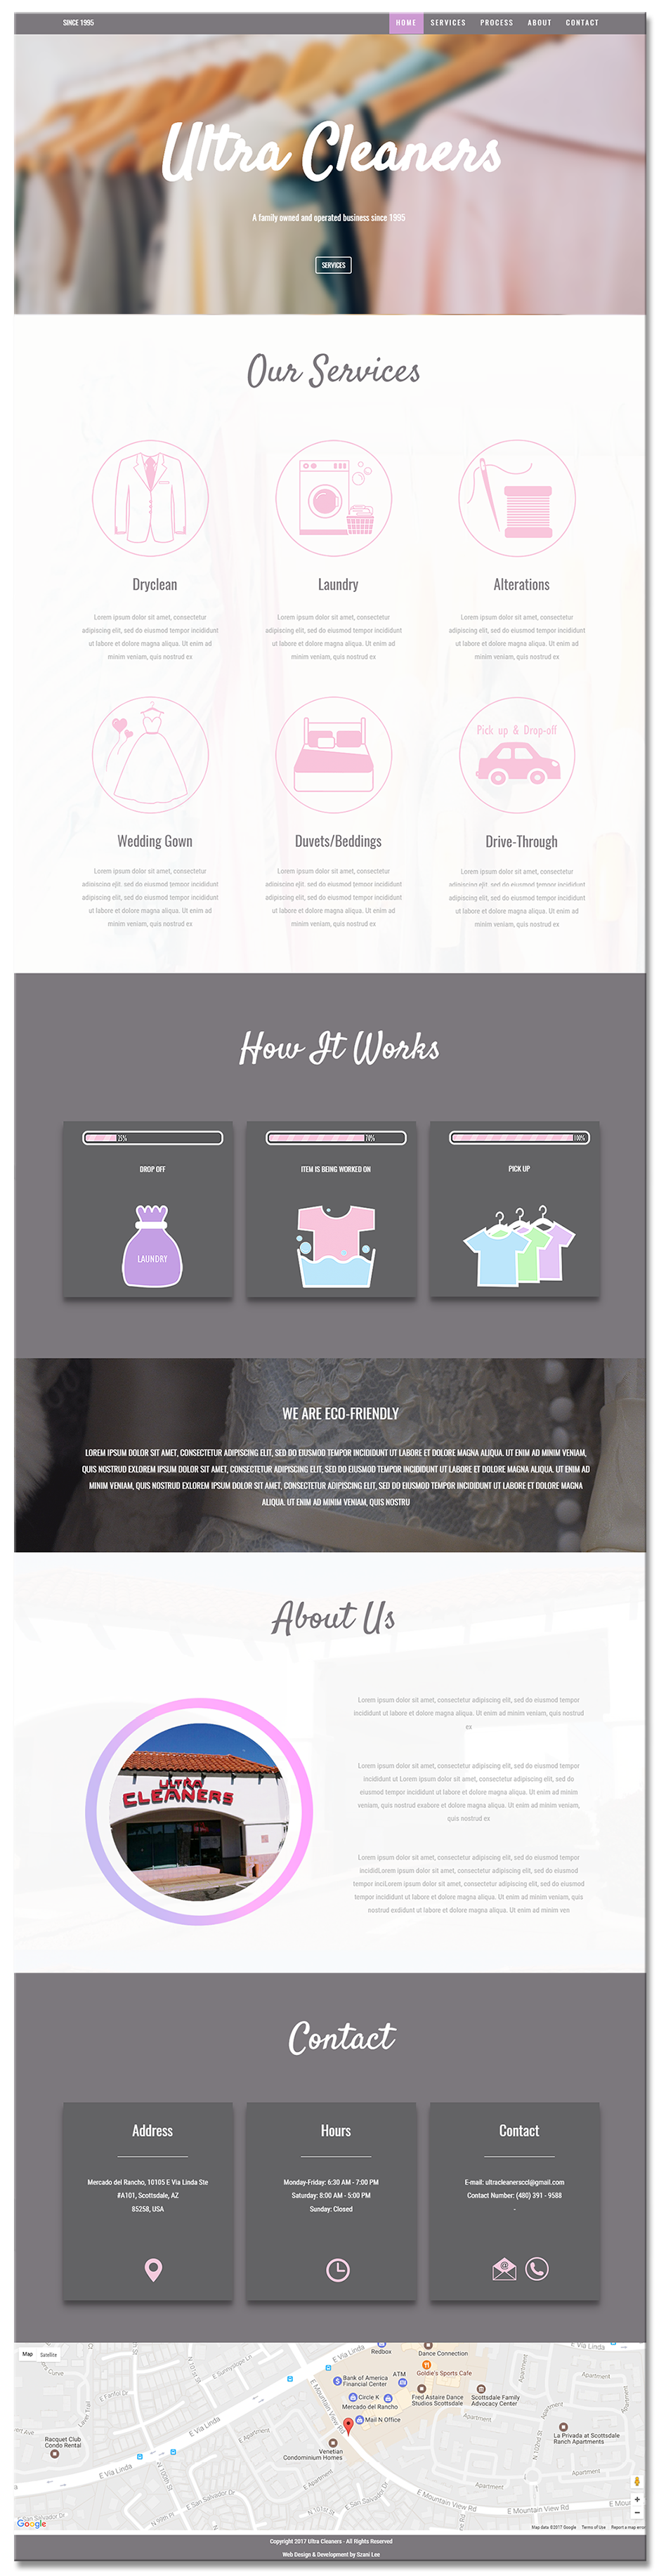 SINCE 1995
HOME SERVICES PROCESS ABOUT CONTACT
Ultra Cleaners
A family owned and operated business since 1995
SERVICES
Our Services
Dryclean
Lorem ipsum dolor sit amet, consectetur
adipiscing elit, sed do eiusmod tempor incididunt
ut labore et dolore magna aliqua. Ut enim ad
minim veniam, quis nostrud ex
Laundry
Lorem ipsum dolor sit amet, consectetur
adipiscing elit, sed do eiusmod tempor incididunt
ut labore et dolore magna aliqua. Ut enim ad
minim veniam, quis nostrud ex
Alterations
Lorem ipsum dolor sit amet, consectetur
adipiscing elit, sed do eiusmod tempor incididunt
ut labore et dolore magna aliqua. Ut enim ad
minim veniam, quis nostrud ex
Wedding Gown
Lorem ipsum dolor sit amet, consectetur
adipiscing elit, sed do eiusmod tempor incididunt
adipiscing elit, sed do eiusmod tempor incididunt
ut labore et dolore magna aliqua. Ut enim ad
minim veniam, quis nostrud ex
Duvets/Beddings
Lorem ipsum dolor sit amet, consectetur
adipiscing elit, sed do eiusmod tempor incididunt
adipiscing elit, sed do eiusmod tempor incididunt
ut labore et dolore magna aliqua. Ut enim ad
minim veniam, quis nostrud ex
Pick up & Drop-off
Drive-Through
Lorem ipsum dolor sit amet, consectetur
adipiscing elit, sed do eiusmod tempor incididunt
adipiscing elit, sed do eiusmod tempor incididunt
ut labore et dolore magna aliqua. Ut enim ad
minim veniam, quis nostrud ex
How It Works
25%
DROP OFF
LAUNDRY
70%
ITEM IS BEING WORKED ON
100%
PICK UP
WE ARE ECO-FRIENDLY
LOREM IPSUM DOLOR SIT AMET, CONSECTETUR ADIPISCING ELIT, SED DO EIUSMOD TEMPOR INCIDIDUNT UT LABORE ET DOLORE MAGNA ALIQUA. UT ENIM AD MINIM VENIAM,
QUIS NOSTRUD EXLOREM IPSUM DOLOR SIT AMET, CONSECTETUR ADIPISCING ELIT, SED DO EIUSMOD TEMPOR INCIDIDUNT UT LABORE ET DOLORE MAGNA ALIQUA. UT ENIM AD
MINIM VENIAM, QUIS NOSTRUD EXLOREM IPSUM DOLOR SIT AMET, CONSECTETUR ADIPISCING ELIT, SED DO EIUSMOD TEMPOR INCIDIDUNT UT LABORE ET DOLORE MAGNA
ALIQUA. UT ENIM AD MINIM VENIAM, QUIS NOSTRU
About Us
ULTRA
CLEANERS
Lorem ipsum dolor sit amet, consectetur adipiscing elit, sed do eiusmod tempor
incididunt ut labore et dolore magna aliqua. Ut enim ad minim veniam, quis nostrud
ex
Lorem ipsum dolor sit amet, consectetur adipiscing elit, sed do eiusmod tempor
incididunt ut Lorem ipsum dolor sit amet, consectetur adipiscing elit, sed do
eiusmod tempor incididunt ut labore et dolore magna aliqua. Ut enim ad minim
veniam, quis nostrud exabore et dolore magna aliqua. Ut enim ad minim veniam,
quis nostrud ex
Lorem ipsum dolor sit amet, consectetur adipiscing elit, sed do eiusmod tempor
incididLorem ipsum dolor sit amet, consectetur adipiscing elit, sed do eiusmod
tempor inciLorem ipsum dolor sit amet, consectetur adipiscing elit, sed do eiusmod
tempor incididunt ut labore et dolore magna aliqua. Ut enim ad minim veniam, quis
nostrud exdidunt ut labore et dolore magna aliqua. Ut enim ad minim ven
Contact
Address
Mercado del Rancho, 10105 E Via Linda Ste
#A101, Scottsdale, AZ
85258, USA
Hours
Monday-Friday: 6:30 AM - 7:00 PM
Saturday: 8:00 AM - 5:00 PM
Sunday: Closed
Contact
E-mail: ultracleanersccl@gmail.com
Contact Number: (480) 391 - 9588
-
Map Satellite
Redbox
Dance Connection
E Via Linda
E Via Linda
Bank of America
Financial Center
ATM
Goldie's Sports Cafe
Circle K
Mercado del Rancho
Fred Astaire Dance
Studios Scottsdale
Scottsdale Family
Advocacy Center
Mail N Office
Racquet Club
Condo Rental
Venetian
Condominium Homes
La Privada at Scottsdale
Ranch Apartments
E Via Linda
E Via Linda
E Mountain View Rd
E Mountain View Rd
Google
Map data ©2017 Google Terms of Use Report a map error
Copyright 2017 Ultra Cleaners - All Rights Reserved
Web Design & Development by Szani Lee